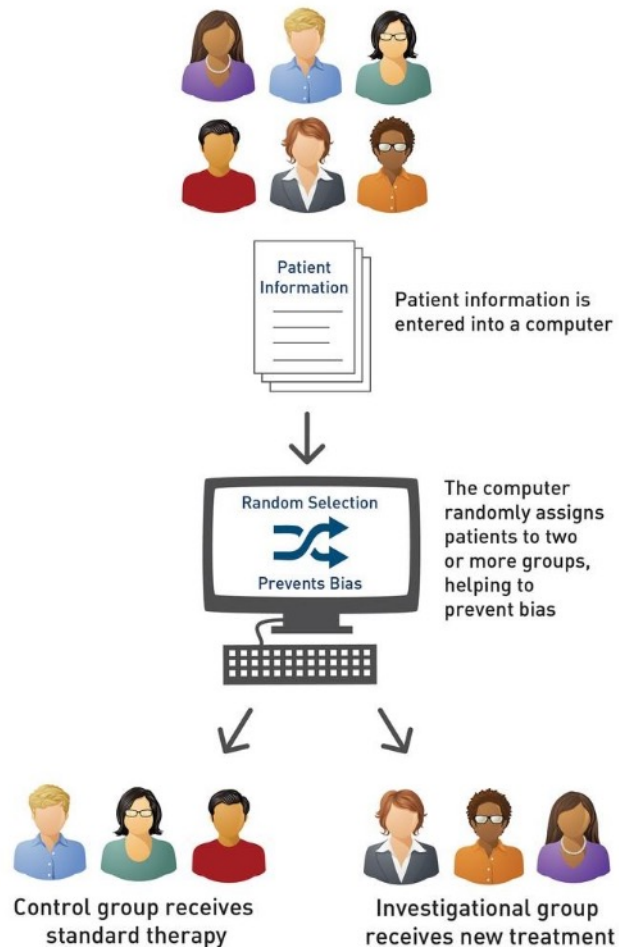 Patient
Information
Patient information is
entered into a computer
Random Selection
Prevents Bias
The computer
randomly assigns
patients to two
or more groups,
helping to
prevent bias
Control group receives
standard therapy
Investigational group
receives new treatment